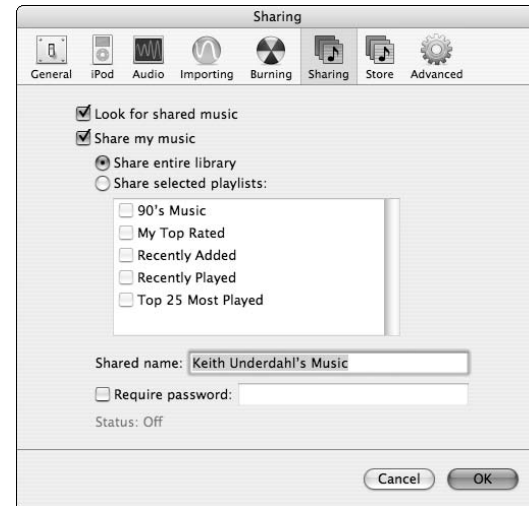 Sharing
General iPod Audio Importing Burning Sharing Store Advanced
Look for shared music
Share my music
Share entire library
Share selected playlists:
90's Music
My Top Rated
Recently Added
Recently Played
Top 25 Most Played
Shared name: Keith Underdahl's Music
Require password:
Status: Off
Cancel OK